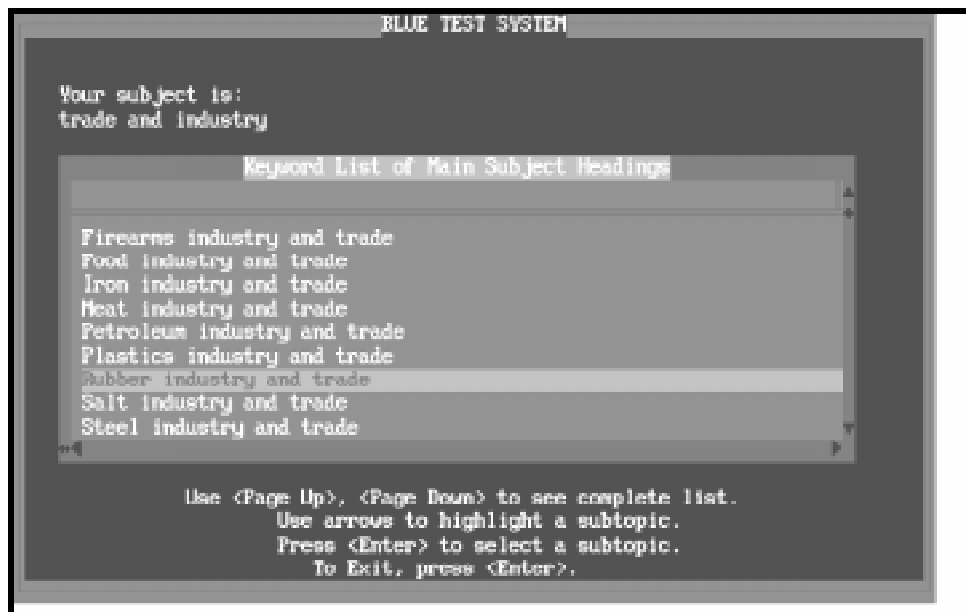 BLUE TEST SYSTEM
Your subject is:
trade and industry
Keyword List of Main Subject Headings
Firearms industry and trade
Food industry and trade
Iron industry and trade
Meat industry and trade
Petroleum industry and trade
Plastics industry and trade
Rubber industry and trade
Salt industry and trade
Steel industry and trade
Use <Page Up>, <Page Down> to see complete list.
Use arrows to highlight a subtopic.
Press <Enter> to select a subtopic.
To Exit, press <Enter>.